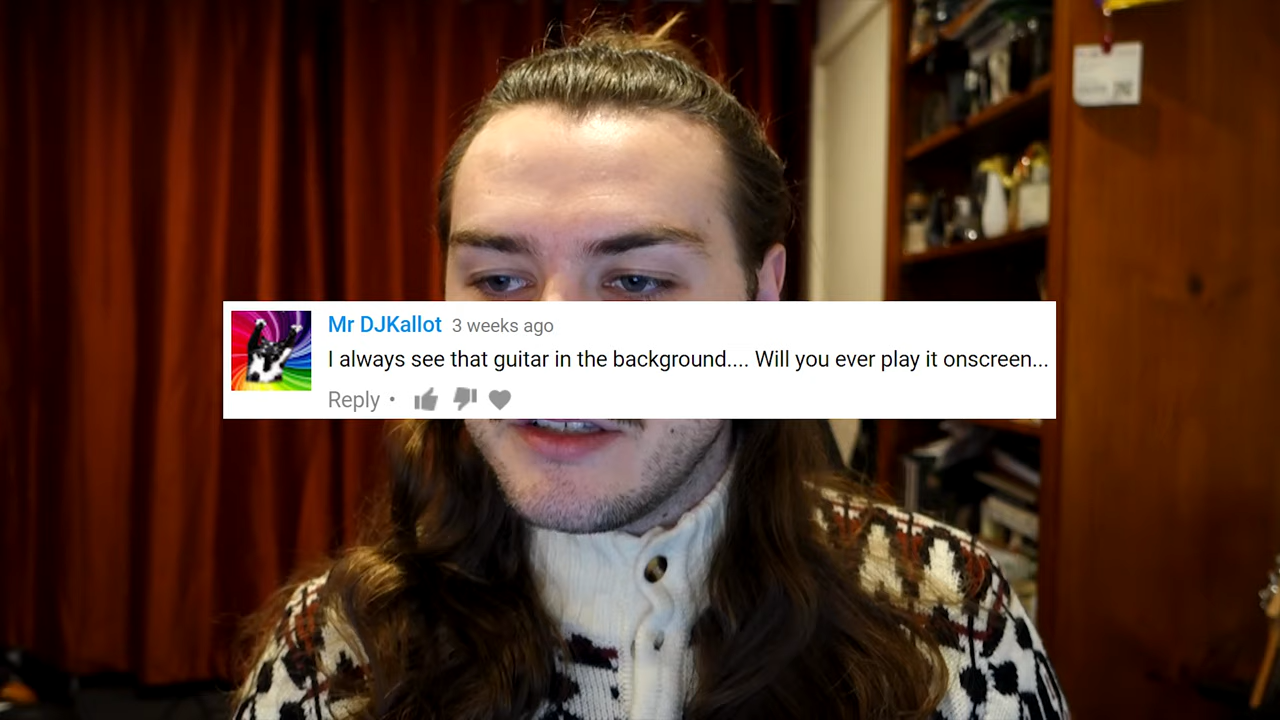 Mr DJKallot 3 weeks ago
I always see that guitar in the background.... Will you ever play it onscreen...
Reply •